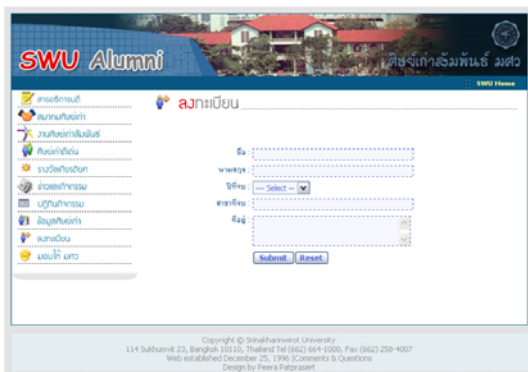 SWU Alumni
ศิษย์เก่าสัมพันธ์ มศว
SWU Home
สารอธิการบดี
สมาคมศิษย์เก่า
งานศิษย์เก่าสัมพันธ์
ศิษย์เก่าดีเด่น
รางวัลเกียรติยศ
ข่าวและกิจกรรม
ปฏิทินกิจกรรม
ข้อมูลศิษย์เก่า
ลงทะเบียน
มอบให้ มศว
ลงทะเบียน
ชื่อ :
นามสกุล :
ปีที่จบ : --- Select --
สาขาที่จบ :
ที่อยู่ :
Submit Reset
Copyright © Srinakharinwirot University
114 Sukhumvit 23, Bangkok 10110, Thailand Tel (662) 664-1000, Fax (662) 258-4007
Web established December 25, 1996 |Comments & Questions
Design by Peera Patprasert